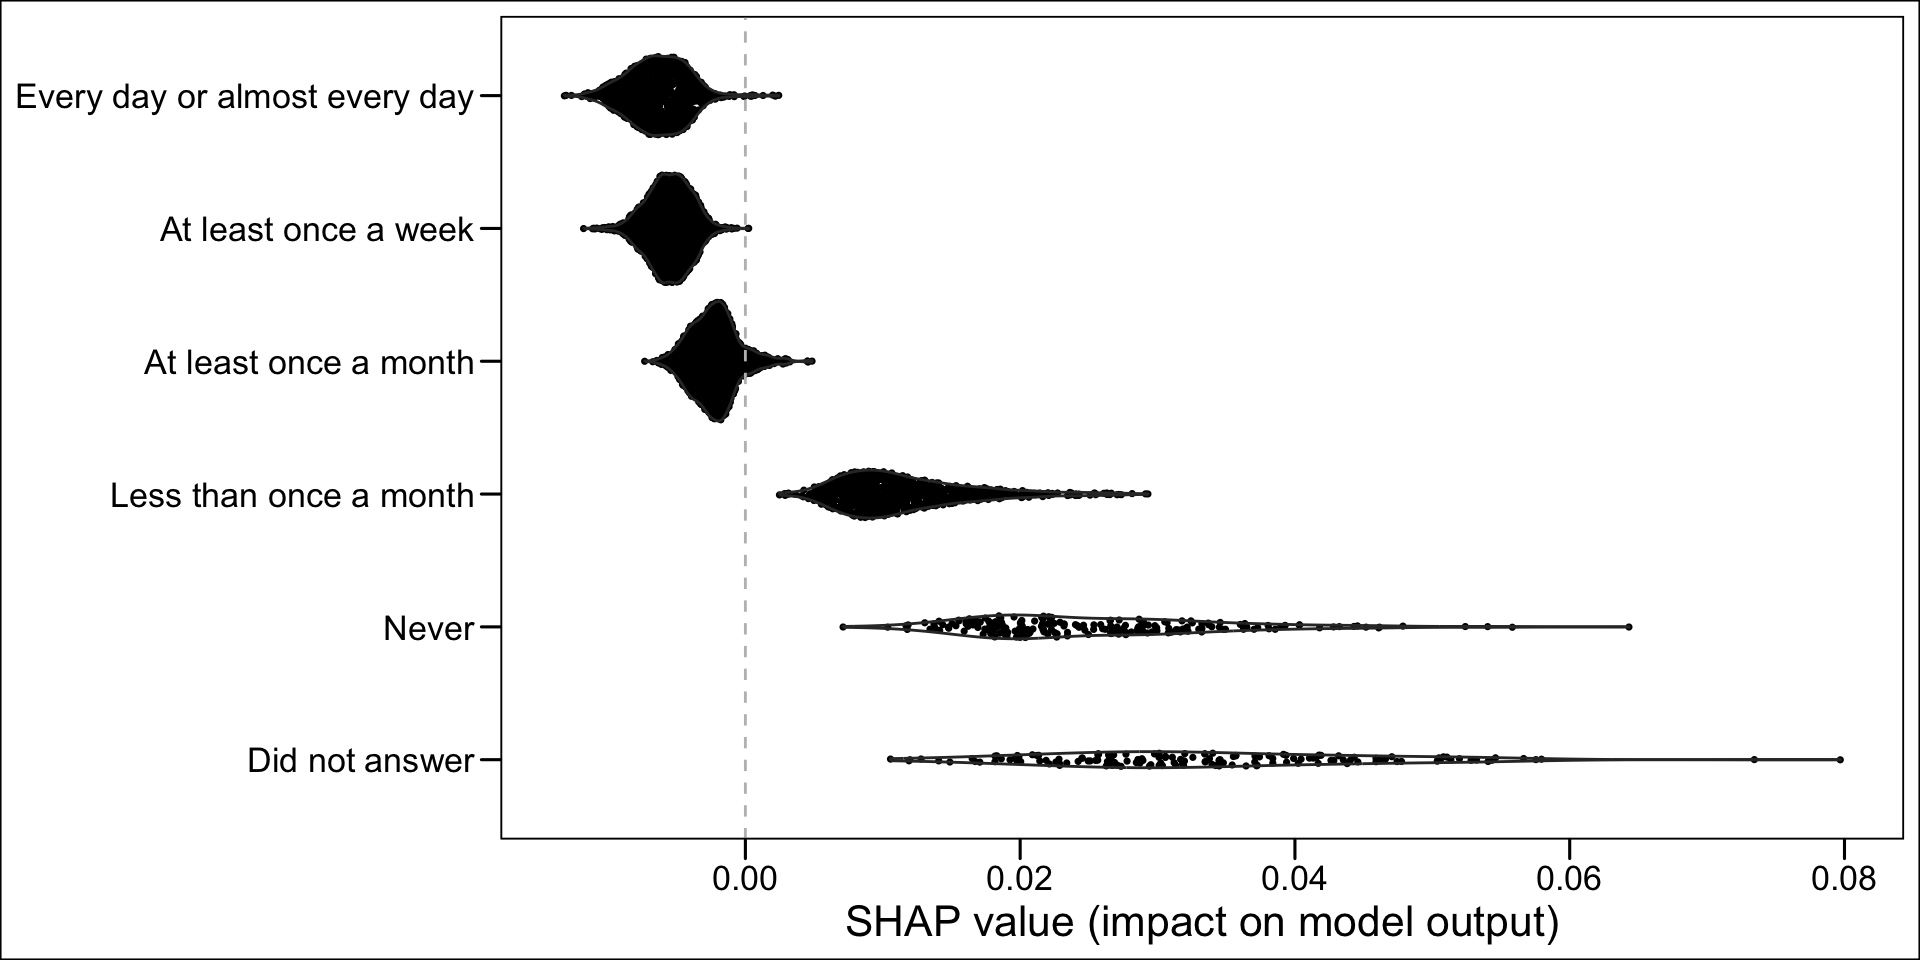 Every day or almost every day
At least once a week
At least once a month
Less than once a month
Never
Did not answer
0.00 0.02 0.04 0.06 0.08
SHAP value (impact on model output)